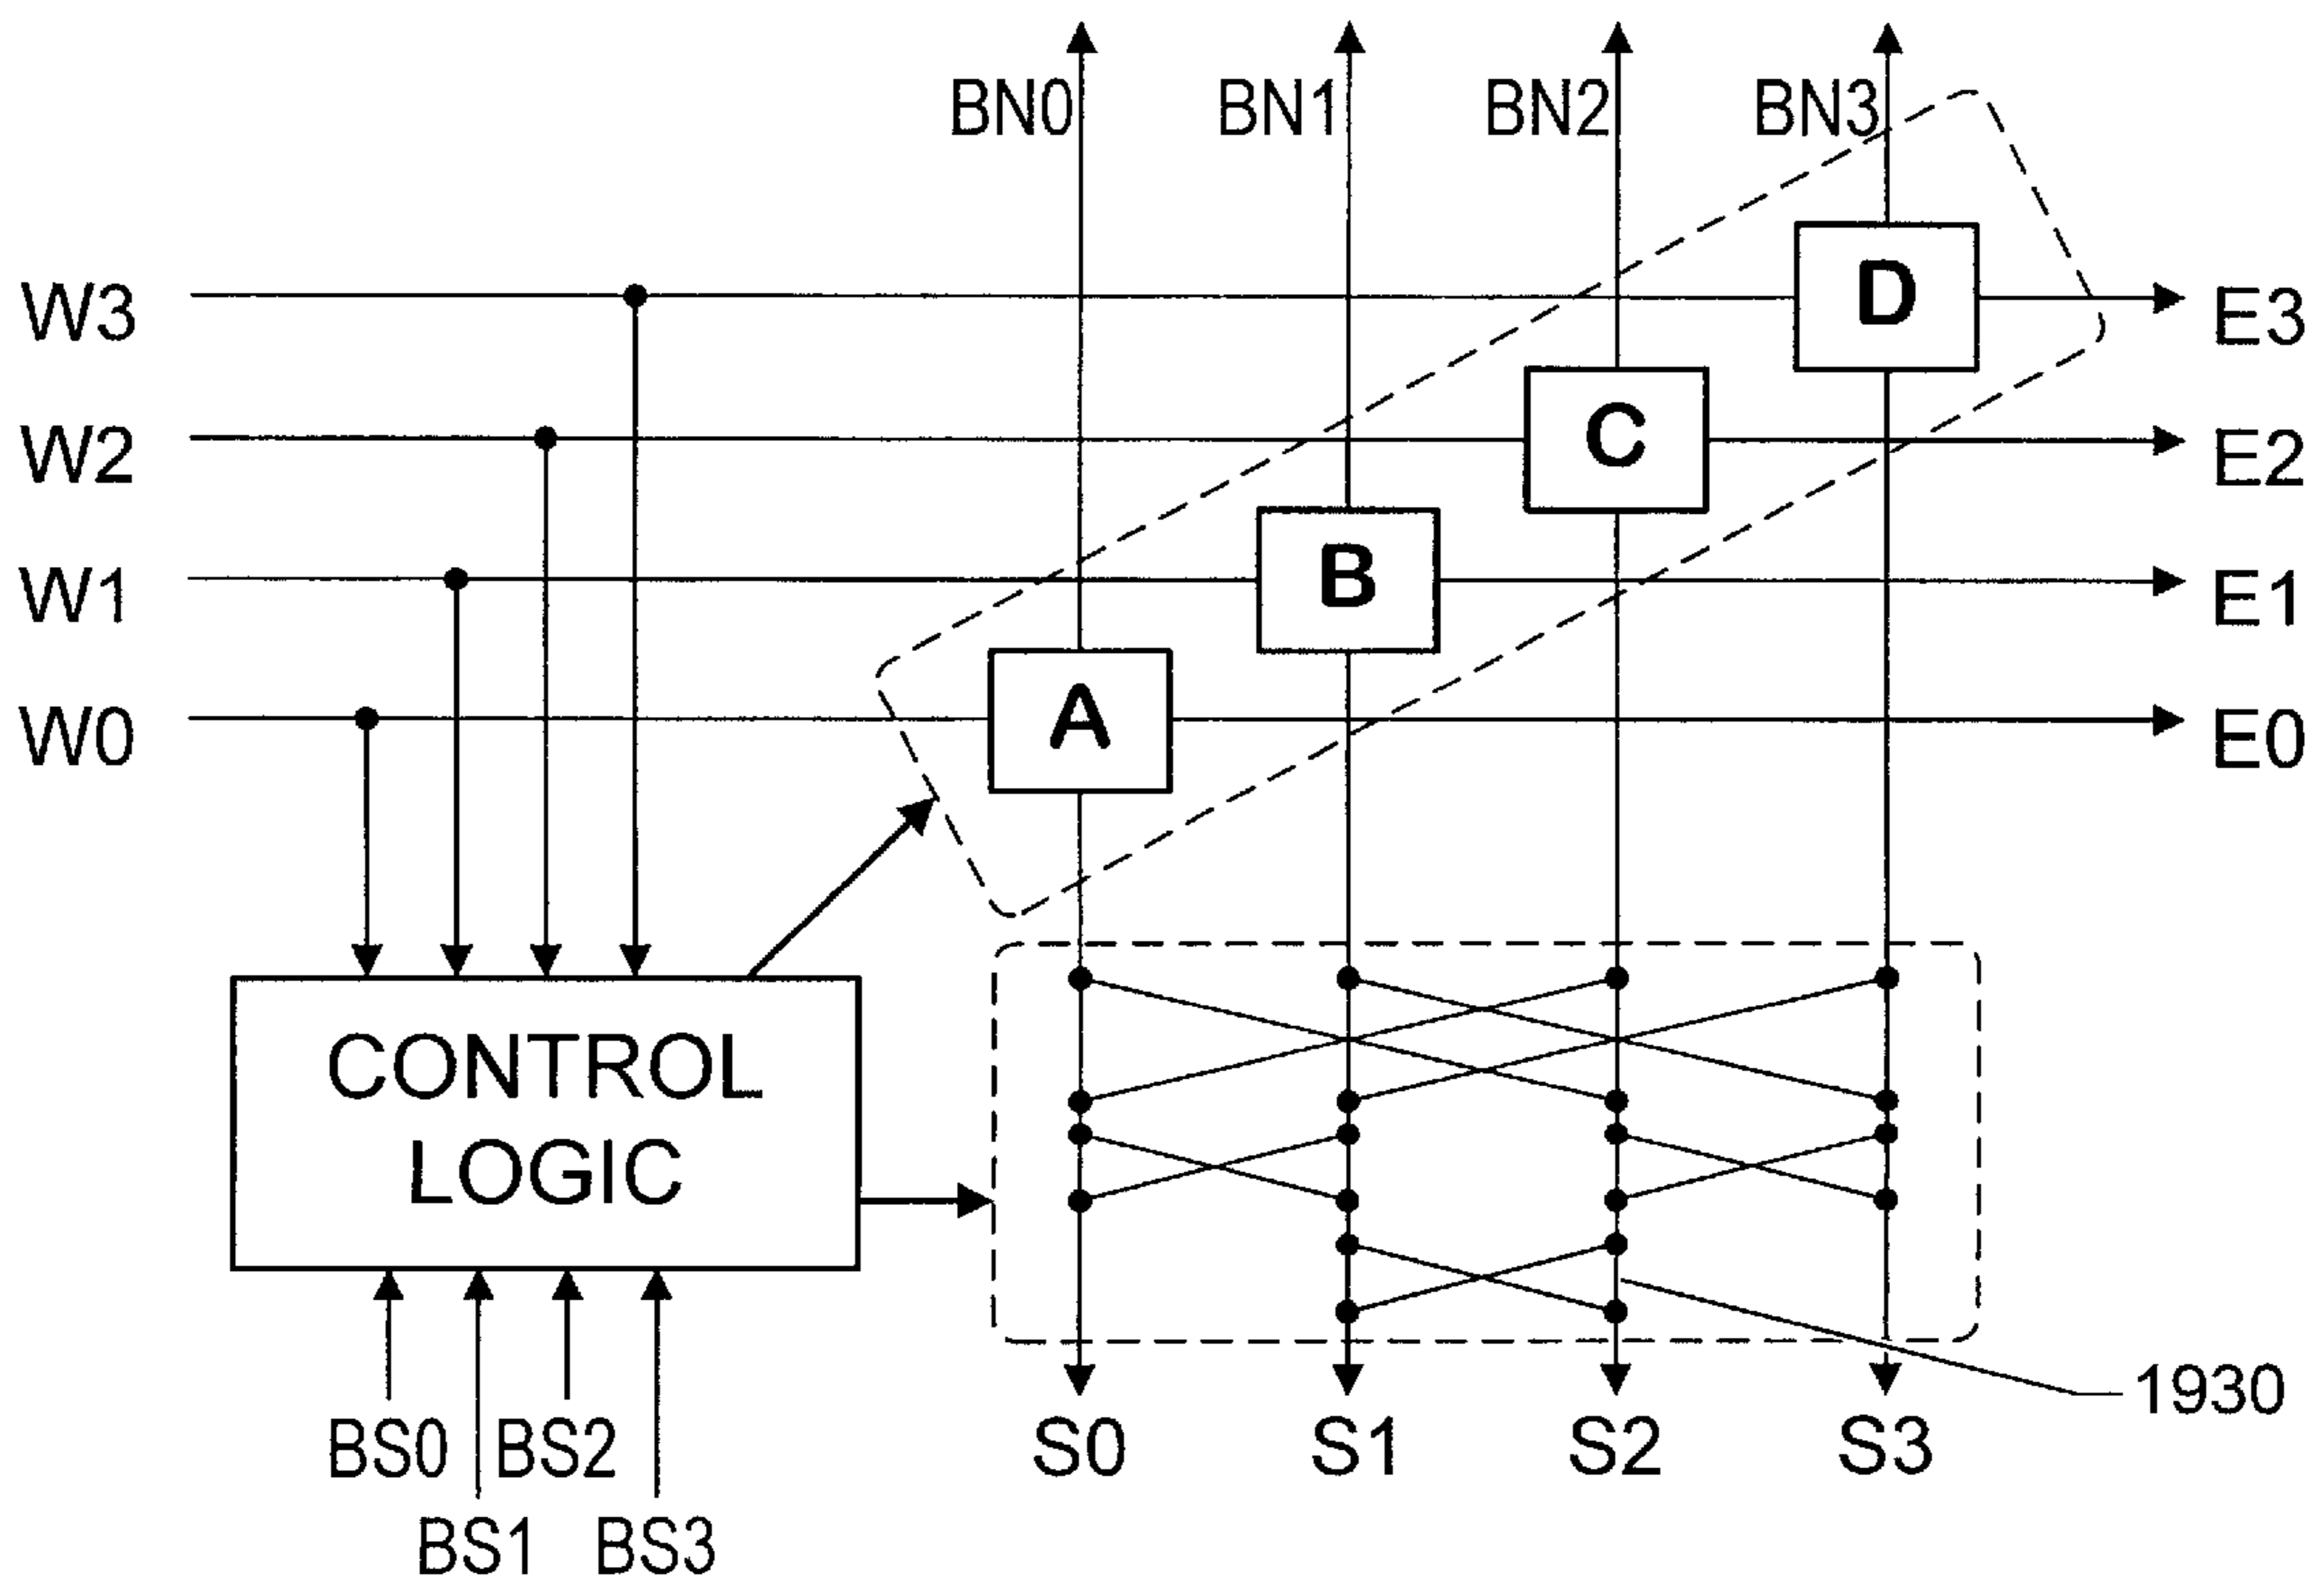 BN0 BN1 BN2 BN3
W3 D E3
W2 C E2
W1 B E1
W0 A E0
CONTROL
LOGIC
1930
BS0 BS2 S0 S1 S2 S3
BS1 BS3